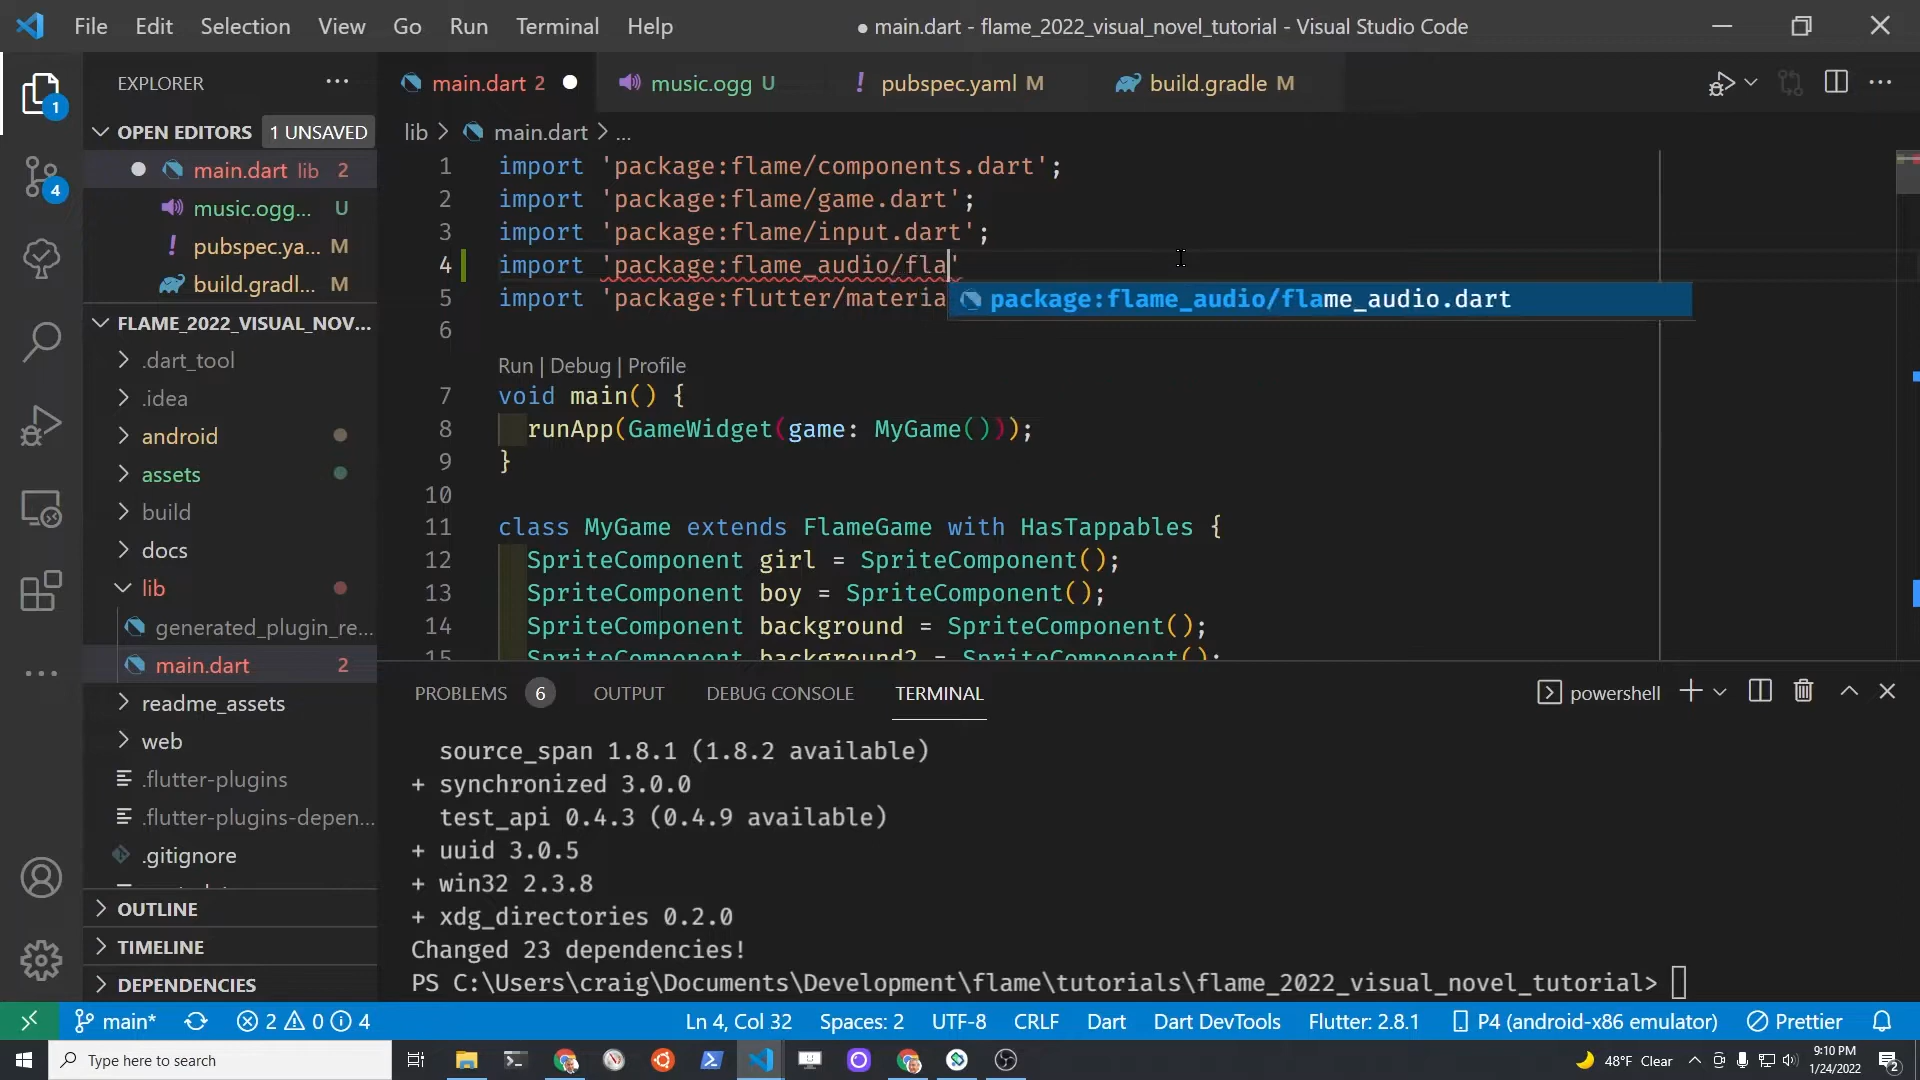 File Edit Selection View Go Run Terminal Help
● main.dart - flame_2022_visual_novel_tutorial - Visual Studio Code
EXPLORER
main.dart 2
music.ogg U
! pubspec.yaml M
build.gradle M
OPEN EDITORS 1 UNSAVED
main.dart lib 2
music.ogg... U
! pubspec.ya... M
build.gradl... M
FLAME_2022_VISUAL_NOV...
.dart_tool
.idea
android
assets
build
docs
lib
generated_plugin_re...
main.dart 2
readme_assets
web
.flutter-plugins
.flutter-plugins-depen...
.gitignore
OUTLINE
TIMELINE
DEPENDENCIES
1
4
lib > main.dart > ...
1 import 'package:flame/components.dart';
2 import 'package:flame/game.dart';
3 import 'package:flame/input.dart';
4 import 'package:flame_audio/fla'
5 import 'package:flutter/materia
package:flame_audio/flame_audio.dart
6
Run | Debug | Profile
7 void main() {
8 runApp(GameWidget(game: MyGame()));
9 }
10
11 class MyGame extends FlameGame with HasTappables {
12 SpriteComponent girl = SpriteComponent();
13 SpriteComponent boy = SpriteComponent();
14 SpriteComponent background = SpriteComponent();
15 SpriteComponent background2 = SpriteComponent();
PROBLEMS 6 OUTPUT DEBUG CONSOLE TERMINAL
powershell
source_span 1.8.1 (1.8.2 available)
+ synchronized 3.0.0
test_api 0.4.3 (0.4.9 available)
+ uuid 3.0.5
+ win32 2.3.8
+ xdg_directories 0.2.0
Changed 23 dependencies!
PS C:\Users\craig\Documents\Development\flame\tutorials\flame_2022_visual_novel_tutorial>
main* 2 0 4
Ln 4, Col 32 Spaces: 2 UTF-8 CRLF Dart Dart DevTools Flutter: 2.8.1 P4 (android-x86 emulator) Prettier
Type here to search
48°F Clear
9:10 PM
1/24/2022
2